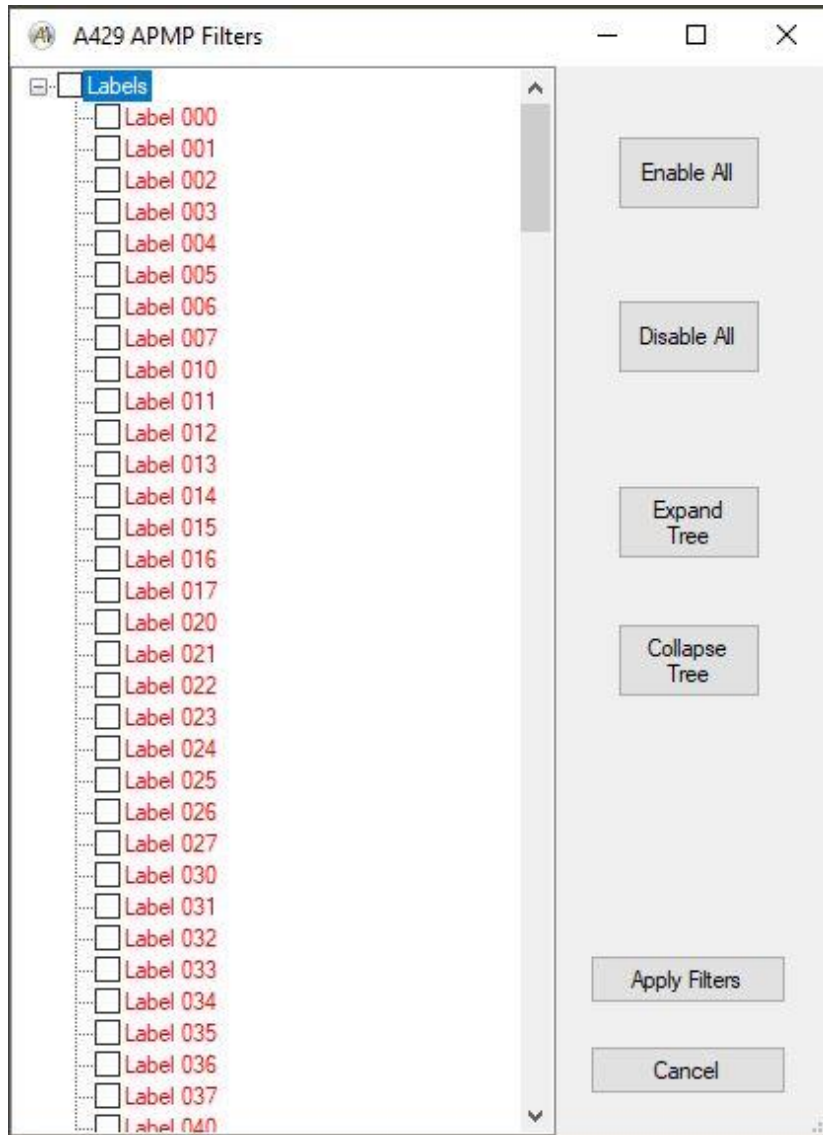 A429 APMP Filters
Labels
Label 000
Label 001
Label 002
Label 003
Label 004
Label 005
Label 006
Label 007
Label 010
Label 011
Label 012
Label 013
Label 014
Label 015
Label 016
Label 017
Label 020
Label 021
Label 022
Label 023
Label 024
Label 025
Label 026
Label 027
Label 030
Label 031
Label 032
Label 033
Label 034
Label 035
Label 036
Label 037
Label 040
Enable All
Disable All
Expand
Tree
Collapse
Tree
Apply Filters
Cancel